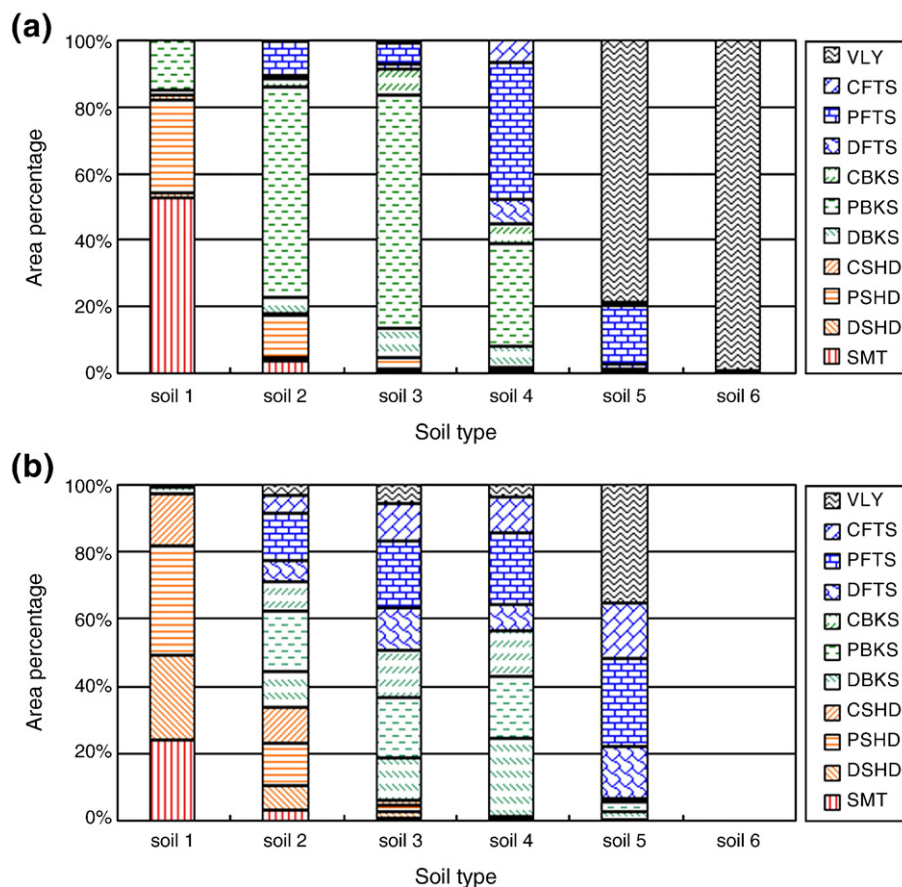 (a)
100%
80%
60%
40%
20%
0%
Area percentage
soil 1 soil 2 soil 3 soil 4 soil 5 soil 6
Soil type
VLY
CFTS
PFTS
DFTS
CBKS
PBKS
DBKS
CSHD
PSHD
DSHD
SMT
(b)
100%
80%
60%
40%
20%
0%
Area percentage
soil 1 soil 2 soil 3 soil 4 soil 5 soil 6
Soil type
VLY
CFTS
PFTS
DFTS
CBKS
PBKS
DBKS
CSHD
PSHD
DSHD
SMT